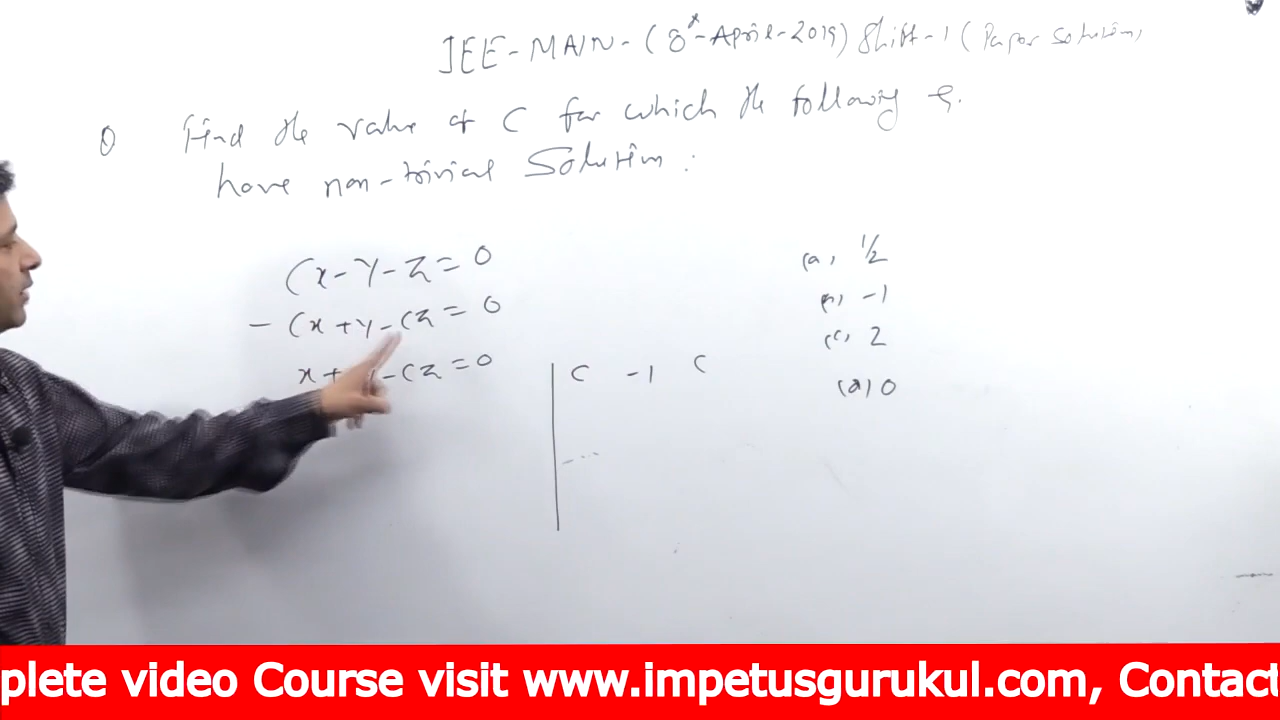 JEE-MAIN-(8th-April-2019) Shift-1 (Paper solution)
Q Find the value of C for which the following Eq.
have non-trivial Solution:
Cx-y-z=0
(a) 1/2
-Cx+y-Cz=0
-1
(c) 2
x+y-Cz=0
C -1 C
0
plete video Course visit www.impetusgurukul.com, Contact